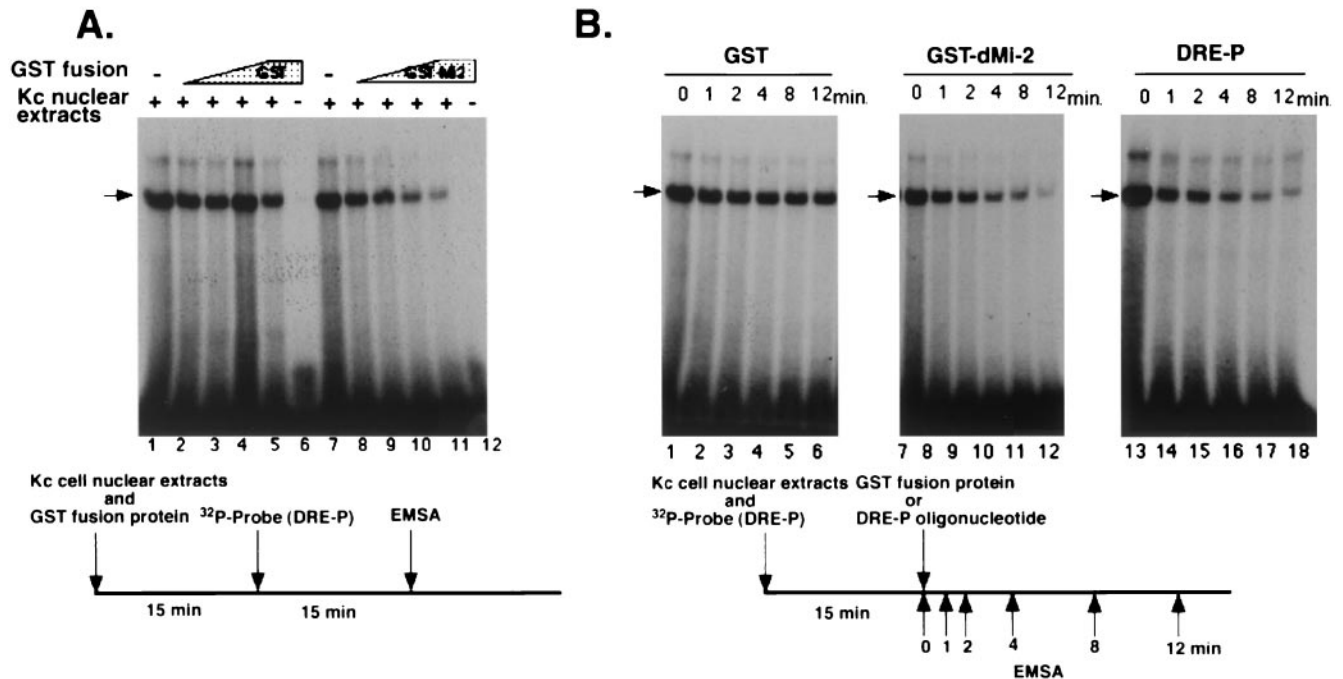 A.
GST fusion - GST - GST-Mi2
Kc nuclear extracts + + + + + - + + + + + -
1 2 3 4 5 6 7 8 9 10 11 12
Kc cell nuclear extracts
and
GST fusion protein
32P-Probe (DRE-P)
EMSA
15 min
15 min
B.
GST
0 1 2 4 8 12 min.
GST-dMi-2
0 1 2 4 8 12 min.
DRE-P
0 1 2 4 8 12 min.
1 2 3 4 5 6
7 8 9 10 11 12
13 14 15 16 17 18
Kc cell nuclear extracts
and
32P-Probe (DRE-P)
GST fusion protein
or
DRE-P oligonucleotide
15 min
0 1 2 4 8 12 min
EMSA